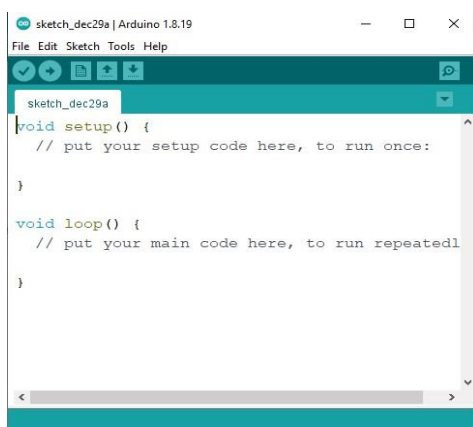 sketch_dec29a | Arduino 1.8.19
File Edit Sketch Tools Help
sketch_dec29a
void setup() {
  // put your setup code here, to run once:
}
void loop() {
  // put your main code here, to run repeatedl
}